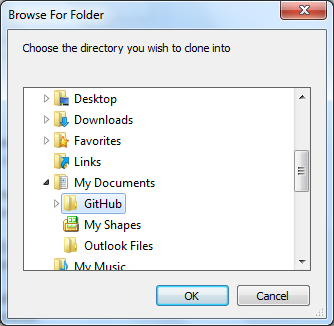 Browse For Folder
Choose the directory you wish to clone into
Desktop
Downloads
Favorites
Links
My Documents
GitHub
My Shapes
Outlook Files
My Music
OK
Cancel